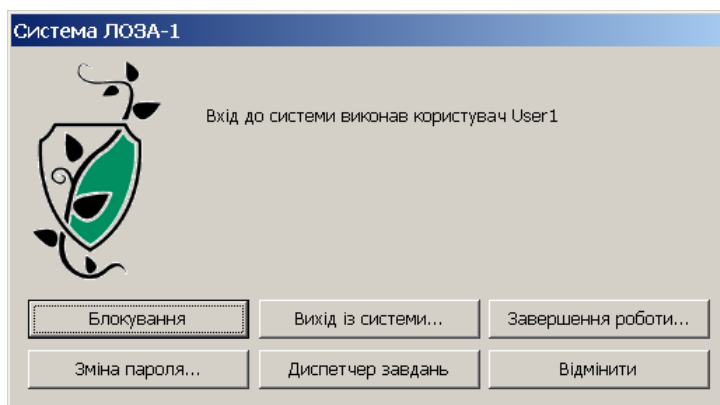 Система ЛОЗА-1
Вхід до системи виконав користувач User1
Блокування
Вихід із системи...
Завершення роботи...
Зміна пароля...
Диспетчер завдань
Відмінити